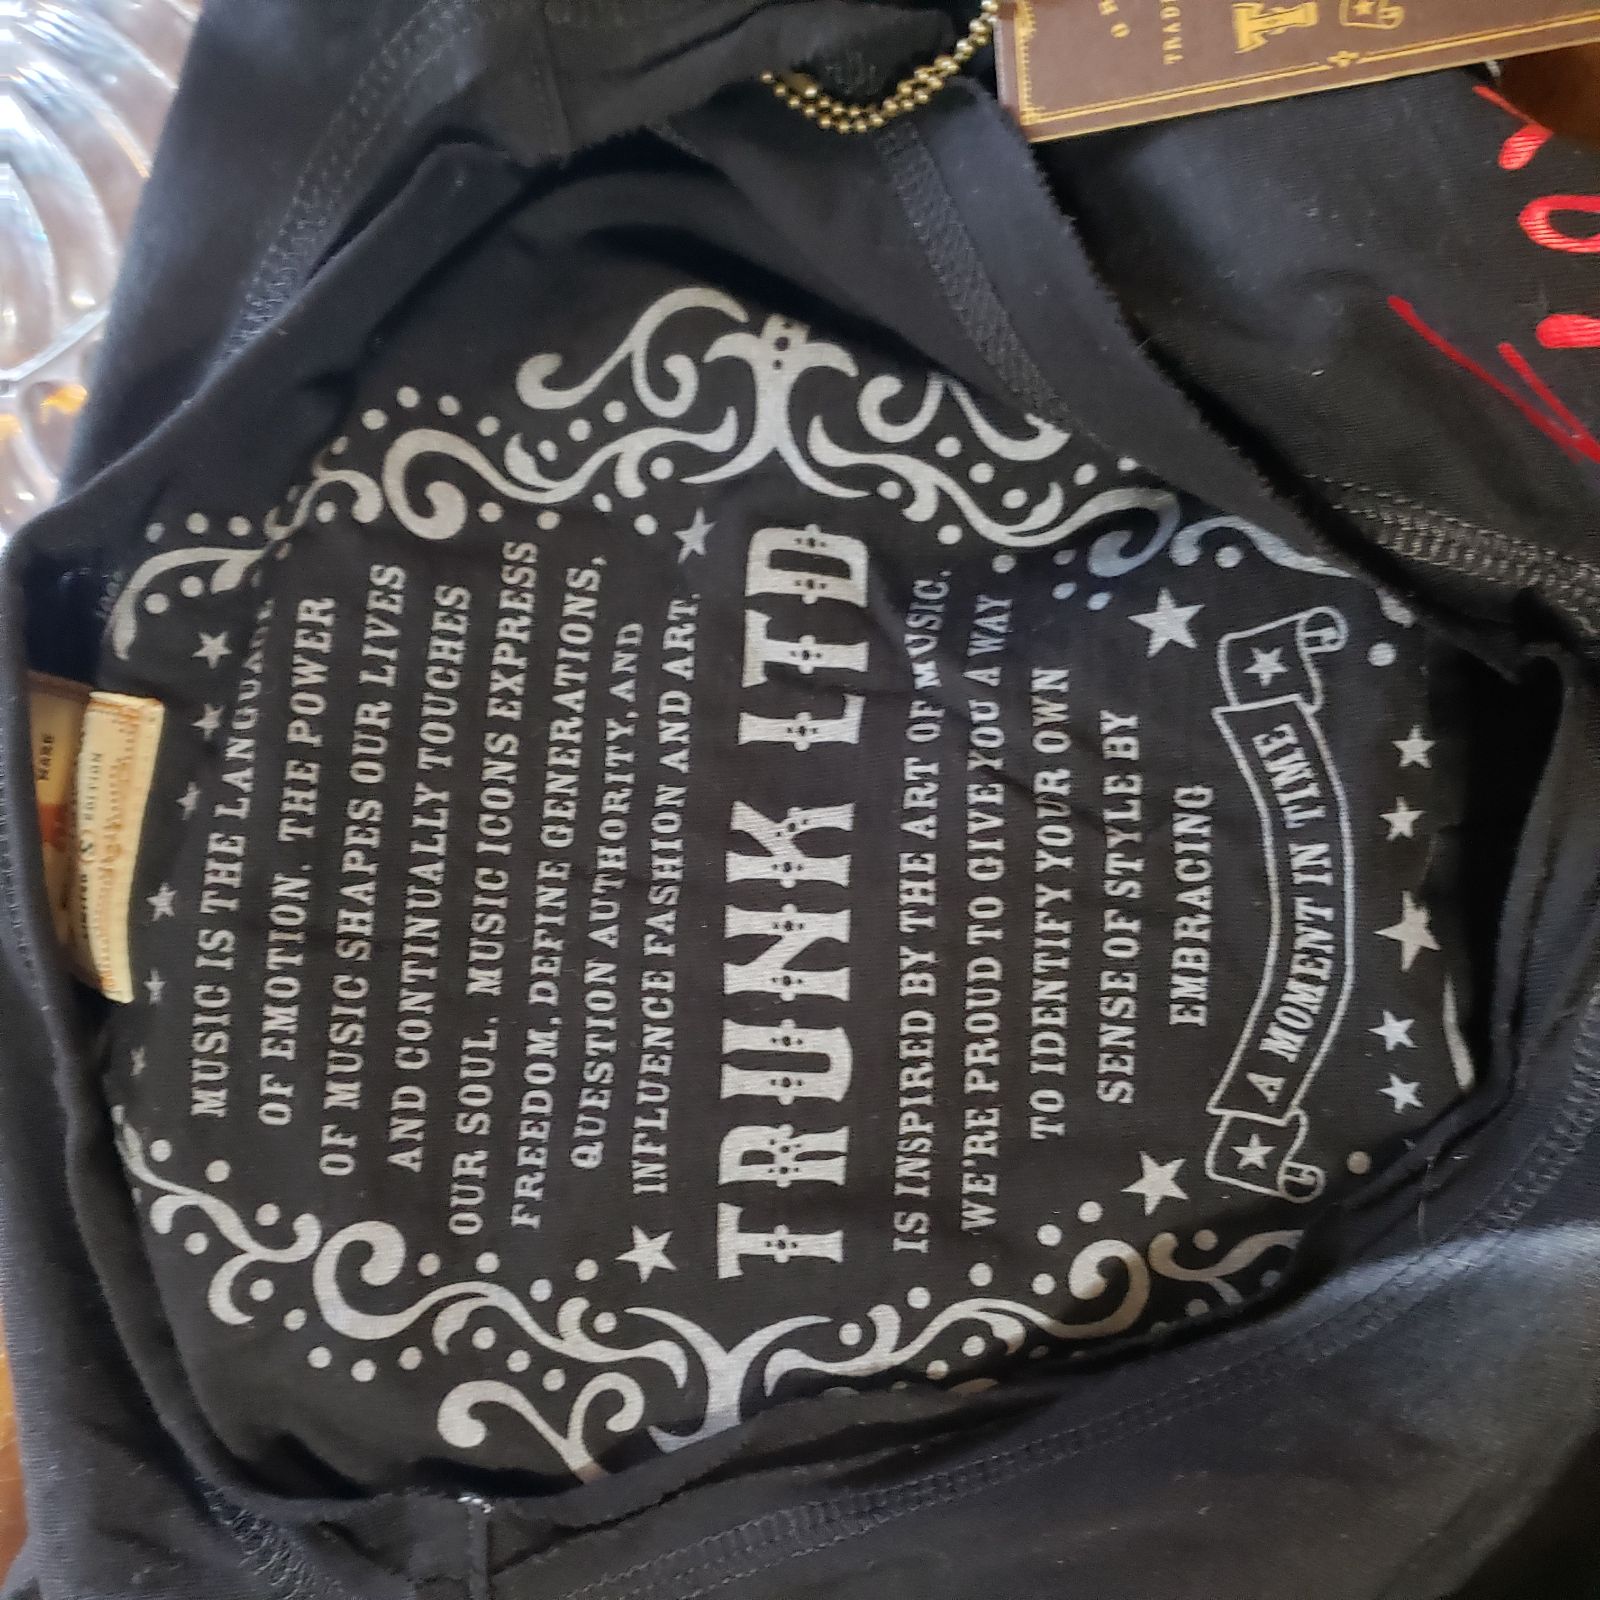 MUSIC IS THE LANGUAGE
OF EMOTION. THE POWER
OF MUSIC SHAPES OUR LIVES
AND CONTINUALLY TOUCHES
OUR SOUL. MUSIC ICONS EXPRESS
FREEDOM, DEFINE GENERATIONS,
QUESTION AUTHORITY, AND
INFLUENCE FASHION AND ART.
TRUNK LTD
IS INSPIRED BY THE ART OF MUSIC.
WE'RE PROUD TO GIVE YOU A WAY
TO IDENTIFY YOUR OWN
SENSE OF STYLE BY
EMBRACING
A MOMENT IN TIME
RARE